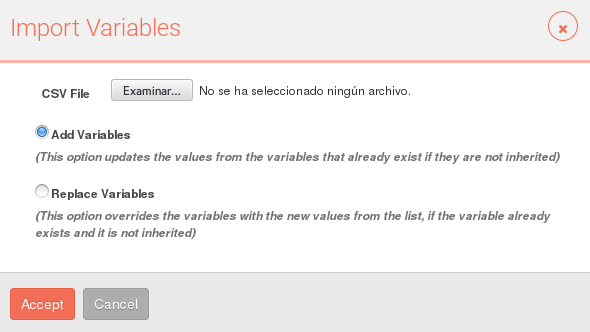 Import Variables
CSV File Examinar... No se ha seleccionado ningún archivo.
Add Variables
(This option updates the values from the variables that already exist if they are not inherited)
Replace Variables
(This option overrides the variables with the new values from the list, if the variable already
exists and it is not inherited)
Accept Cancel